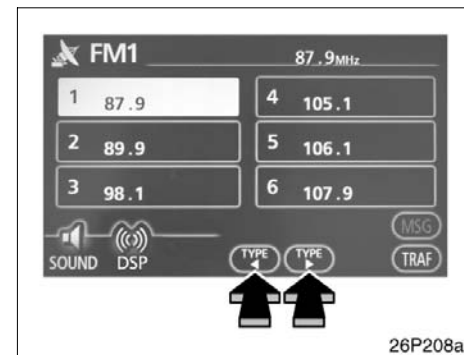 FM1 87.9MHz
1 87.9
2 89.9
3 98.1
4 105.1
5 106.1
6 107.9
MSG
SOUND DSP TYPE TYPE TRAF
26P208a